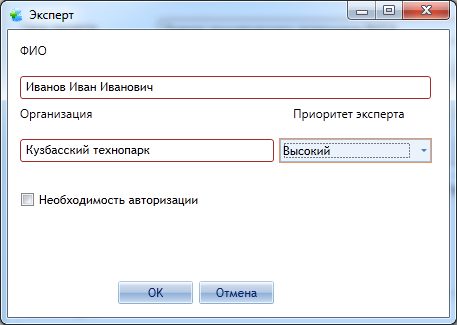 Эксперт
ФИО
Иванов Иван Иванович
Организация Приоритет эксперта
Кузбасский технопарк Высокий
Необходимость авторизации
OK Отмена